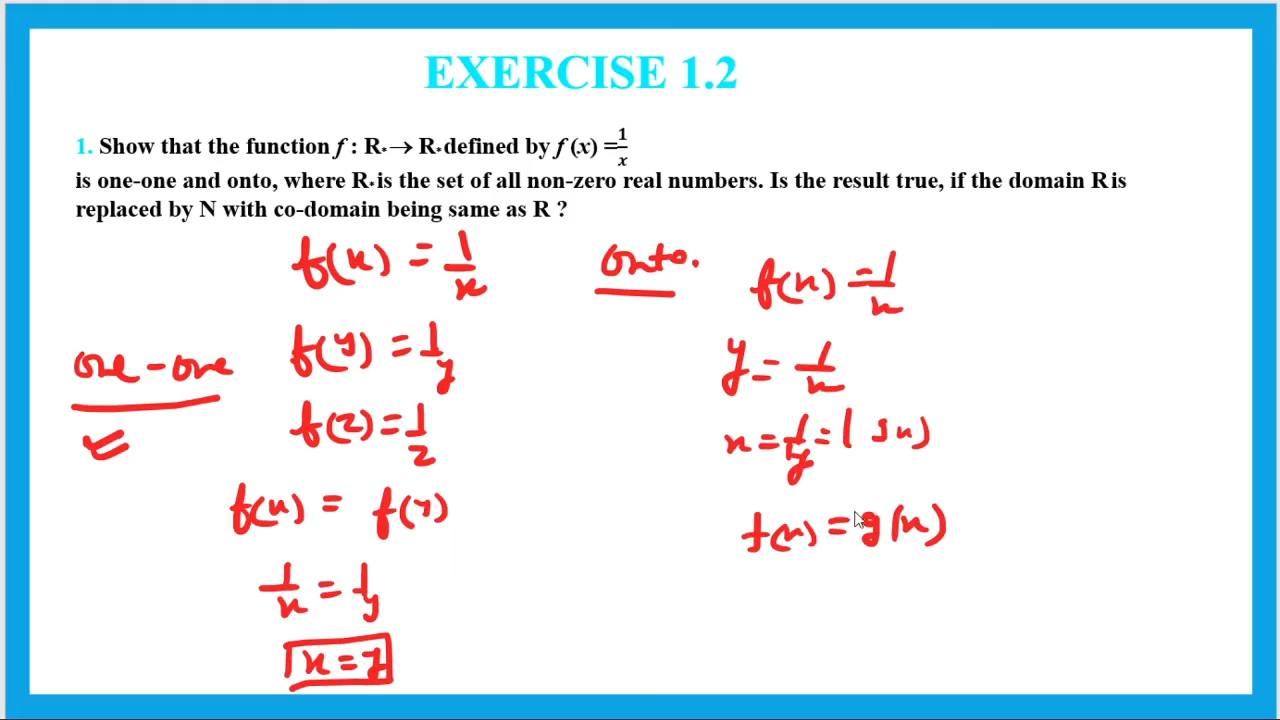 EXERCISE 1.2
1. Show that the function f : R* → R* defined by f (x) = 1/x
is one-one and onto, where R* is the set of all non-zero real numbers. Is the result true, if the domain R is
replaced by N with co-domain being same as R ?
f(x) = 1/x
f(y) = 1/y
one-one
f(z) = 1/z
f(x) = f(y)
1/x = 1/y
x = y
onto.
f(x) = 1/x
y = 1/x
x = 1/y =
f(x) = g(x)